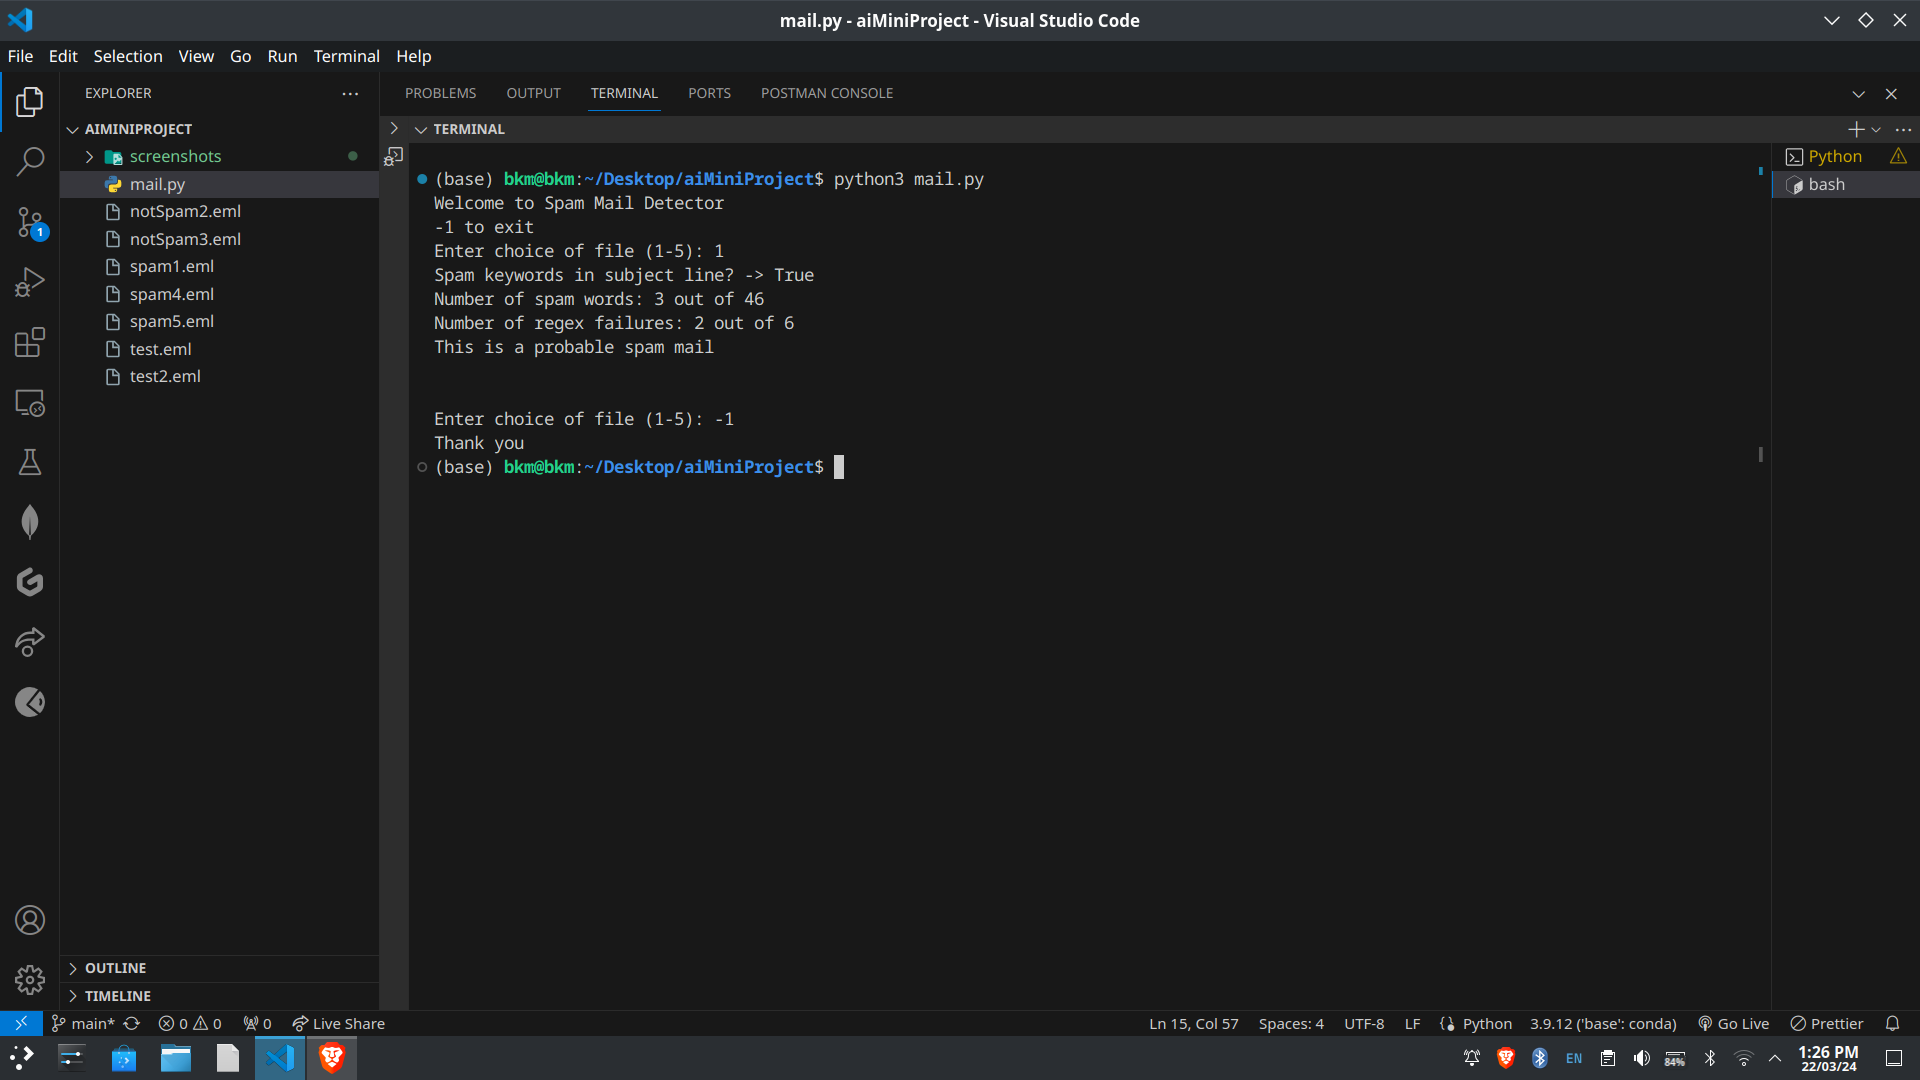 mail.py - aiMiniProject - Visual Studio Code
File Edit Selection View Go Run Terminal Help
EXPLORER
AIMINIPROJECT
screenshots
mail.py
notSpam2.eml
notSpam3.eml
spam1.eml
spam4.eml
spam5.eml
test.eml
test2.eml
OUTLINE
TIMELINE
1
PROBLEMS OUTPUT TERMINAL PORTS POSTMAN CONSOLE
TERMINAL
(base) bkm@bkm:~/Desktop/aiMiniProject$ python3 mail.py
Welcome to Spam Mail Detector
-1 to exit
Enter choice of file (1-5): 1
Spam keywords in subject line? -> True
Number of spam words: 3 out of 46
Number of regex failures: 2 out of 6
This is a probable spam mail
Enter choice of file (1-5): -1
Thank you
(base) bkm@bkm:~/Desktop/aiMiniProject$
Python
bash
main* 0 0 0 Live Share Ln 15, Col 57 Spaces: 4 UTF-8 LF Python 3.9.12 ('base': conda) Go Live Prettier
EN 84% 1:26 PM
22/03/24